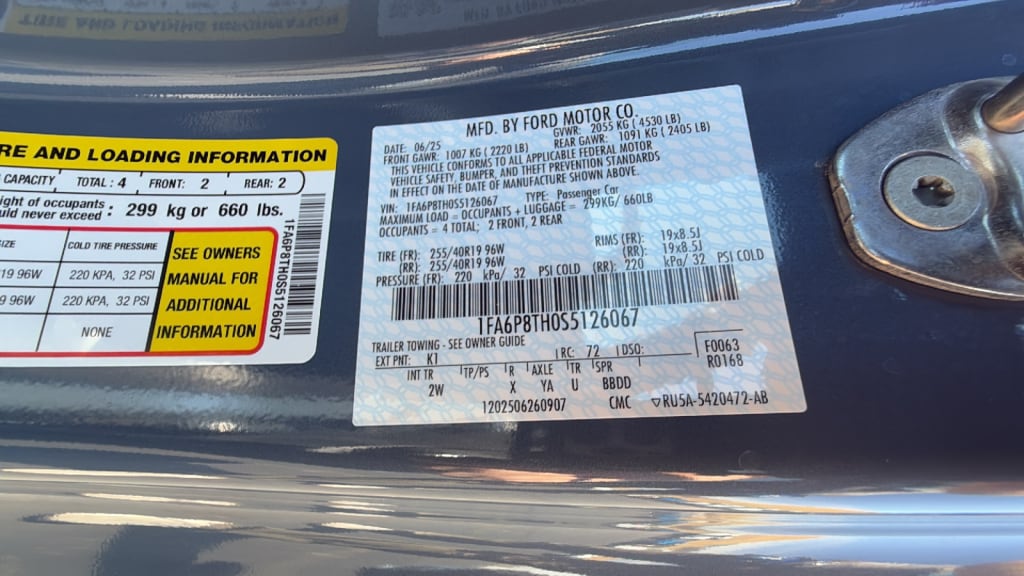 RE AND LOADING INFORMATION
CAPACITY TOTAL : 4 FRONT: 2 REAR: 2
of occupants
never exceed : 299 kg or 660 lbs.
COLD TIRE PRESSURE
R19 96W 220 KPA, 32 PSI
96W 220 KPA, 32 PSI
NONE
SEE OWNERS
MANUAL FOR
ADDITIONAL
INFORMATION
1FA6P8TH0S5126067
MFD. BY FORD MOTOR CO.
DATE: 06/25 GVWR: 2055 KG ( 4530 LB)
FRONT GAWR: 1007 KG ( 2220 LB) REAR GAWR: 1091 KG ( 2405 LB)
THIS VEHICLE CONFORMS TO ALL APPLICABLE FEDERAL MOTOR
VEHICLE SAFETY, BUMPER, AND THEFT PREVENTION STANDARDS
IN EFFECT ON THE DATE OF MANUFACTURE SHOWN ABOVE.
VIN: 1FA6P8TH0S5126067 TYPE: Passenger Car
MAXIMUM LOAD = OCCUPANTS + LUGGAGE = 299KG/ 660LB
OCCUPANTS = 4 TOTAL; 2 FRONT, 2 REAR
TIRE (FR): 255/40R19 96W RIMS (FR): 19x8.5J
(RR): 255/40R19 96W (RR): 19x8.5J
PRESSURE (FR): 220 kPa/ 32 PSI COLD (RR): 220 kPa/ 32 PSI COLD
1FA6P8TH0S5126067
TRAILER TOWING - SEE OWNER GUIDE
EXT PNT: K1 RC: 72 DSO: F0063
INT TR TP/PS R AXLE TR SPR R0168
2W X YA U BBDD
1202506260907 CMC ▽RU5A-5420472-AB